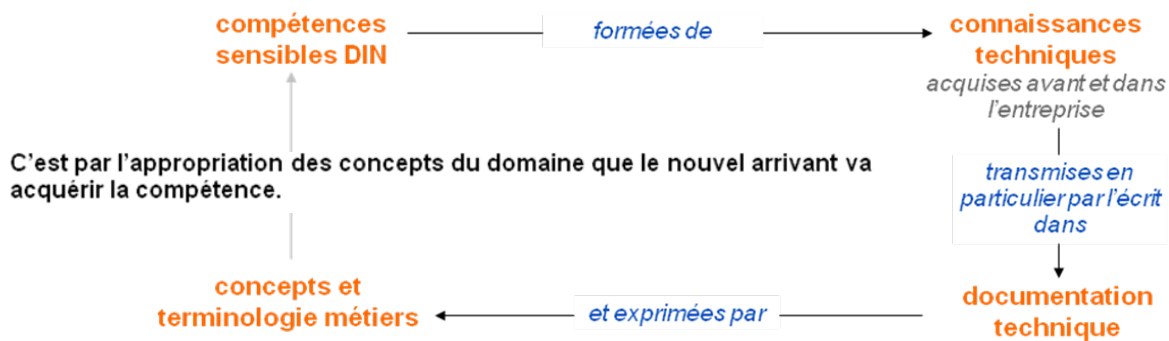 compétences
sensibles DIN
formées de
connaissances
techniques
acquises avant et dans
l'entreprise
C'est par l'appropriation des concepts du domaine que le nouvel arrivant va
acquérir la compétence.
transmises en
particulier par l'écrit
dans
concepts et
terminologie métiers
et exprimées par
documentation
technique